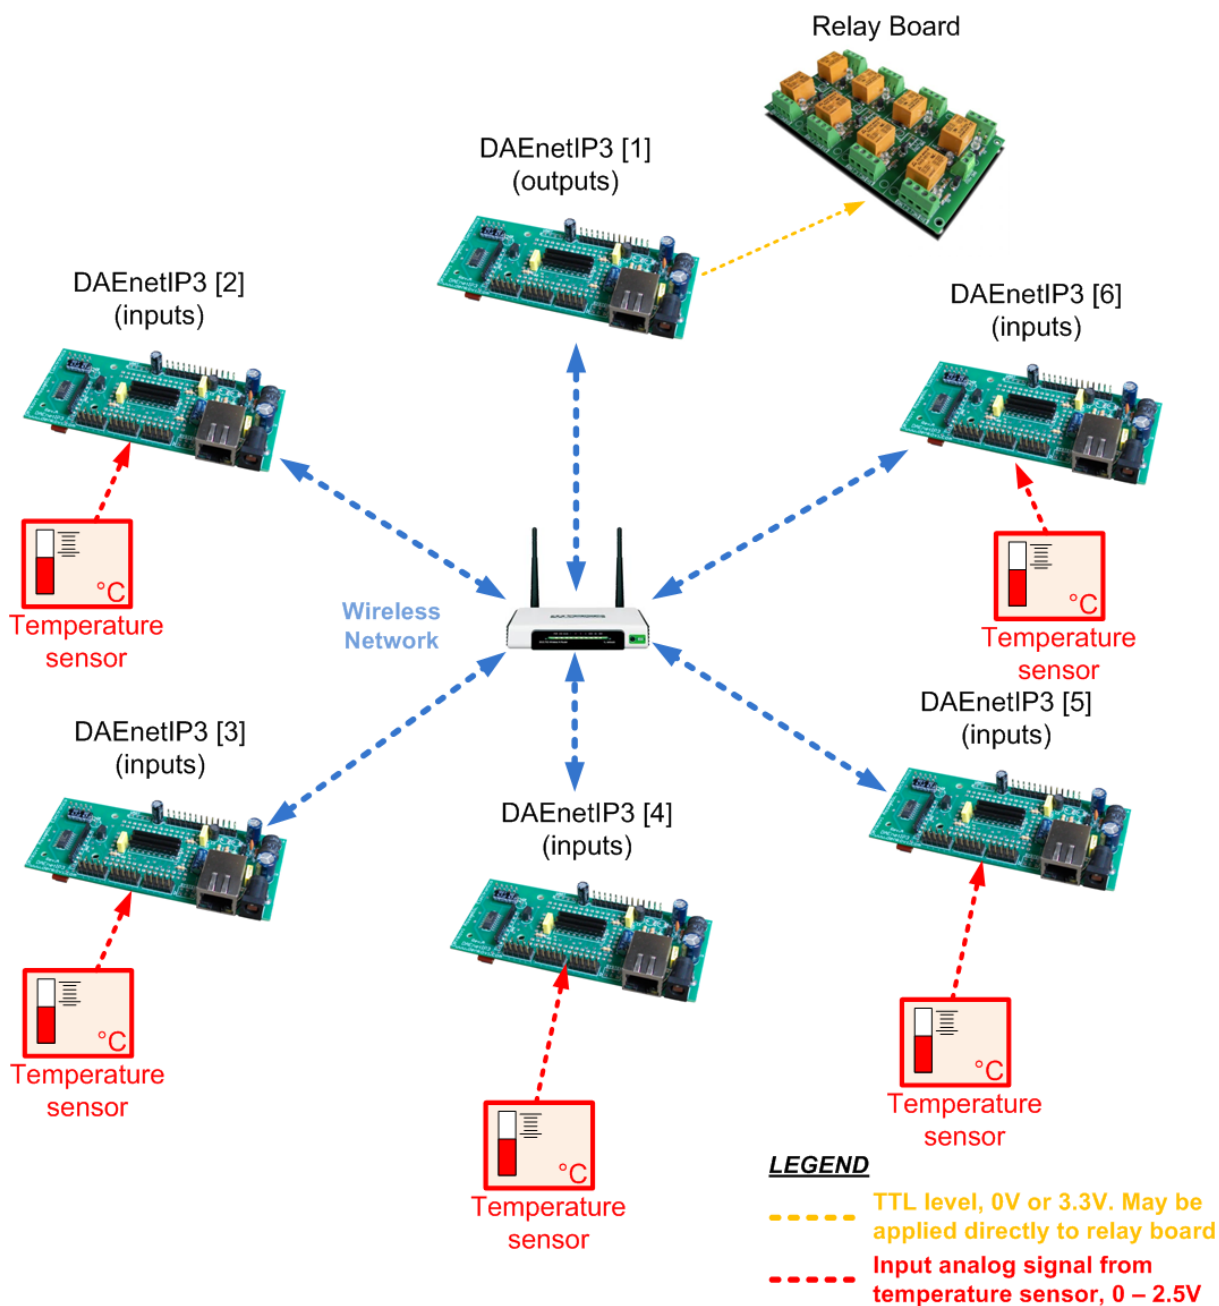 Relay Board
DAEnetIP3 [1]
(outputs)
DAEnetIP3 [2]
(inputs)
DAEnetIP3 [6]
(inputs)
°C
Temperature
sensor
°C
Temperature
sensor
Wireless
Network
DAEnetIP3 [3]
(inputs)
DAEnetIP3 [4]
(inputs)
DAEnetIP3 [5]
(inputs)
°C
Temperature
sensor
°C
Temperature
sensor
°C
Temperature
sensor
LEGEND
TTL level, 0V or 3.3V. May be
applied directly to relay board
Input analog signal from
temperature sensor, 0 – 2.5V